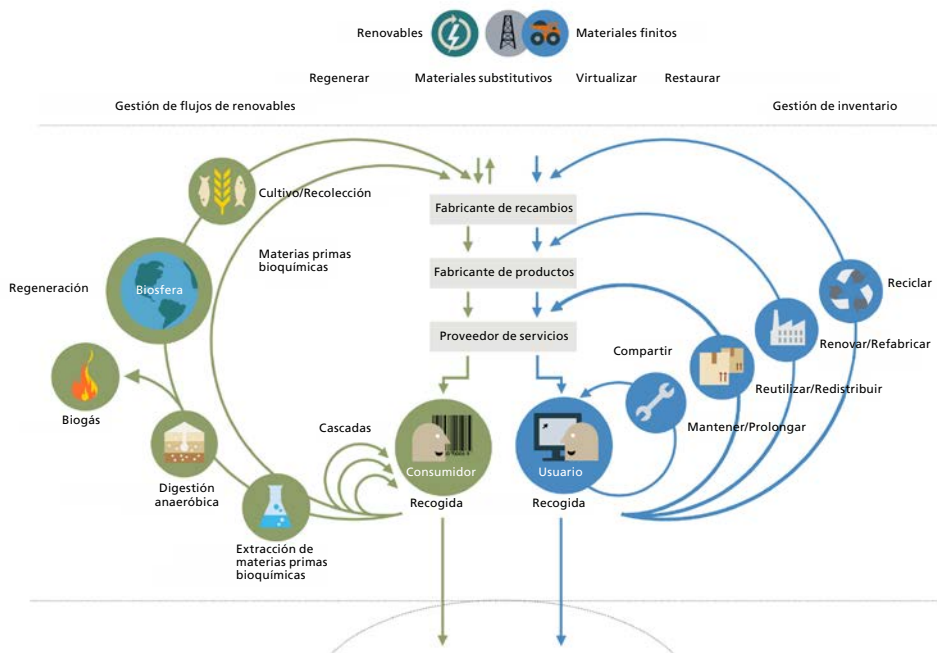 Renovables
Materiales finitos
Regenerar
Materiales substitutivos
Virtualizar
Restaurar
Gestión de flujos de renovables
Gestión de inventario
Cultivo/Recolección
Fabricante de recambios
Materias primas
bioquímicas
Fabricante de productos
Regeneración
Biosfera
Reciclar
Proveedor de servicios
Renovar/Refabricar
Compartir
Reutilizar/Redistribuir
Biogás
Cascadas
Mantener/Prolongar
Consumidor
Usuario
Digestión
anaeróbica
Recogida
Recogida
Extracción de
materias primas
bioquímicas